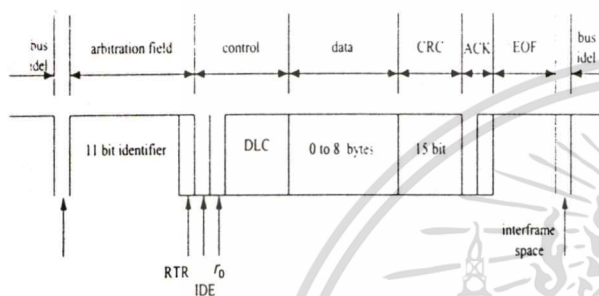 bus idel
arbitration field
control
data
CRC
ACK
EOF
bus idel
11 bit identifier
DLC
0 to 8 bytes
15 bit
RTR
IDE
r0
interframe space